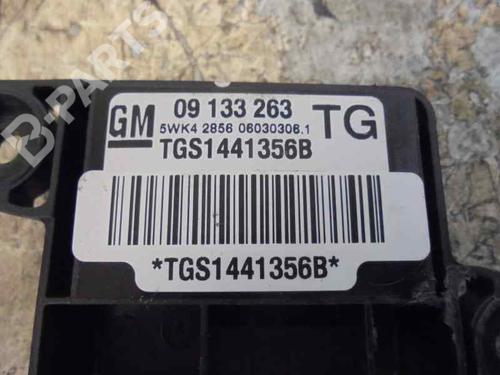 B-PARTS
GM 09 133 263 TG
5WK4 2856 06030306.1
TGS1441356B
*TGS1441356B*